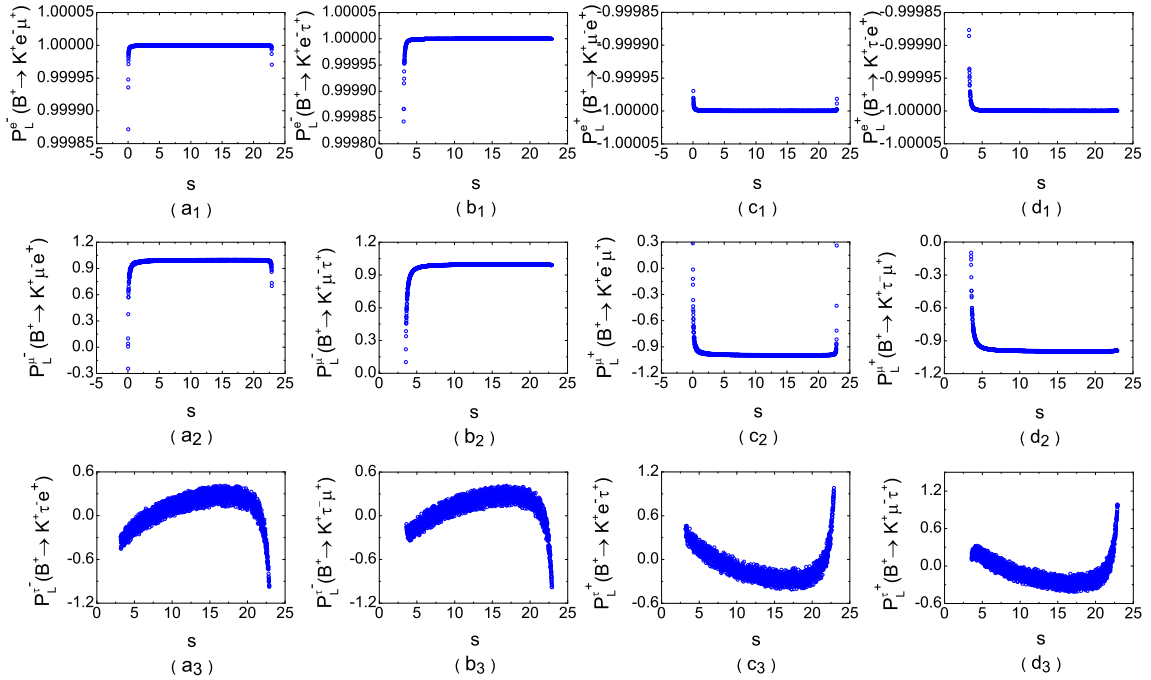 1.00005
1.00000
0.99995
0.99990
0.99985
-5 0 5 10 15 20 25
P_L^e- (B+ → K+ e- μ+)
s
( a1 )
1.00005
1.00000
0.99995
0.99990
0.99985
0.99980
0 5 10 15 20 25
P_L^e- (B+ → K+ e- τ+)
s
( b1 )
-0.99985
-0.99990
-0.99995
-1.00000
-1.00005
-5 0 5 10 15 20 25
P_L^e+ (B+ → K+ μ- e+)
s
( c1 )
-0.99985
-0.99990
-0.99995
-1.00000
-1.00005
0 5 10 15 20 25
P_L^e+ (B+ → K+ τ- e+)
s
( d1 )
1.2
0.9
0.6
0.3
0.0
-0.3
-5 0 5 10 15 20 25
P_L^μ- (B+ → K+ μ- e+)
s
( a2 )
1.2
0.9
0.6
0.3
0.0
0 5 10 15 20 25
P_L^μ- (B+ → K+ μ- τ+)
s
( b2 )
0.3
0.0
-0.3
-0.6
-0.9
-1.2
-5 0 5 10 15 20 25
P_L^μ+ (B+ → K+ e- μ+)
s
( c2 )
0.0
-0.3
-0.6
-0.9
-1.2
0 5 10 15 20 25
P_L^μ+ (B+ → K+ τ- μ+)
s
( d2 )
0.6
0.0
-0.6
-1.2
0 5 10 15 20 25
P_L^τ- (B+ → K+ τ- e+)
s
( a3 )
0.6
0.0
-0.6
-1.2
0 5 10 15 20 25
P_L^τ- (B+ → K+ τ- μ+)
s
( b3 )
1.2
0.6
0.0
-0.6
0 5 10 15 20 25
P_L^τ+ (B+ → K+ e- τ+)
s
( c3 )
1.2
0.6
0.0
-0.6
0 5 10 15 20 25
P_L^τ+ (B+ → K+ μ- τ+)
s
( d3 )